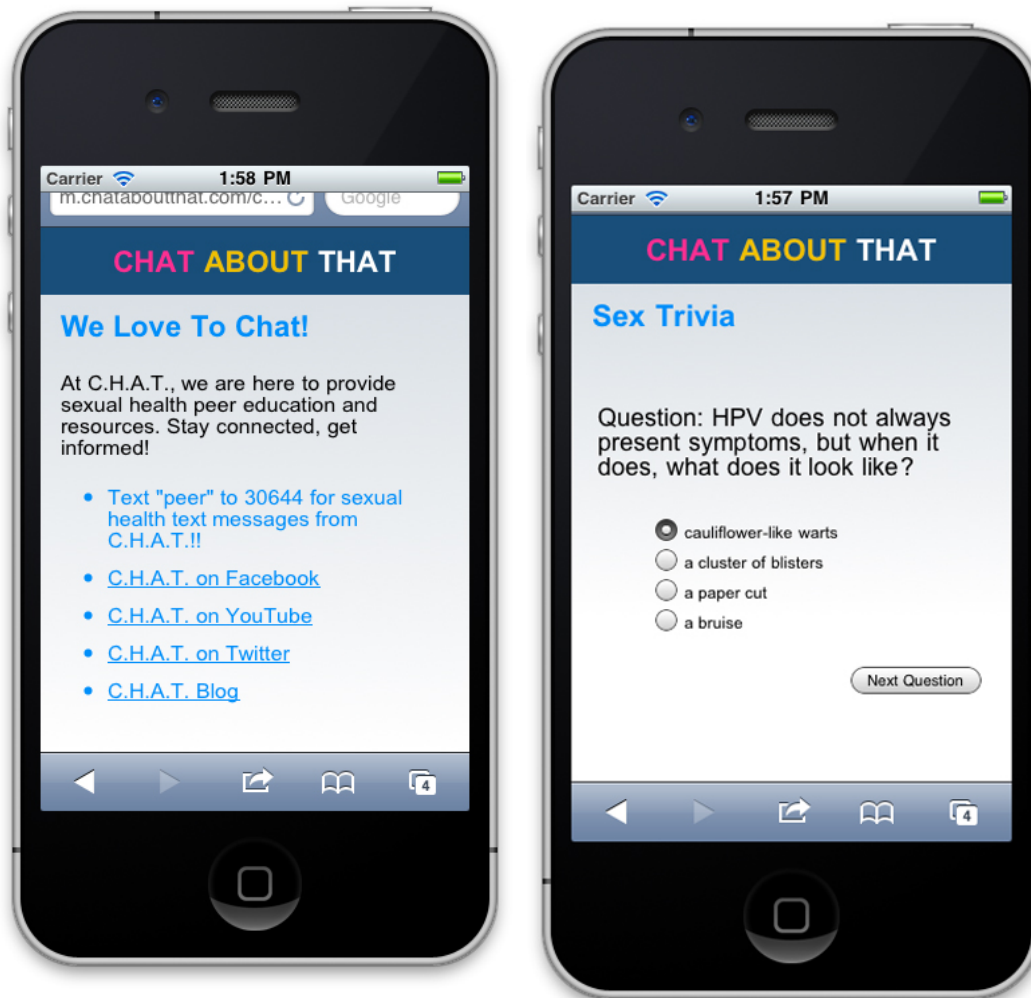 Carrier 1:58 PM
m.chataboutthat.com/c... Google
CHAT ABOUT THAT
We Love To Chat!
At C.H.A.T., we are here to provide
sexual health peer education and
resources. Stay connected, get
informed!
• Text "peer" to 30644 for sexual
health text messages from
C.H.A.T.!!
• C.H.A.T. on Facebook
• C.H.A.T. on YouTube
• C.H.A.T. on Twitter
• C.H.A.T. Blog
4
Carrier 1:57 PM
CHAT ABOUT THAT
Sex Trivia
Question: HPV does not always
present symptoms, but when it
does, what does it look like?
cauliflower-like warts
a cluster of blisters
a paper cut
a bruise
Next Question
4